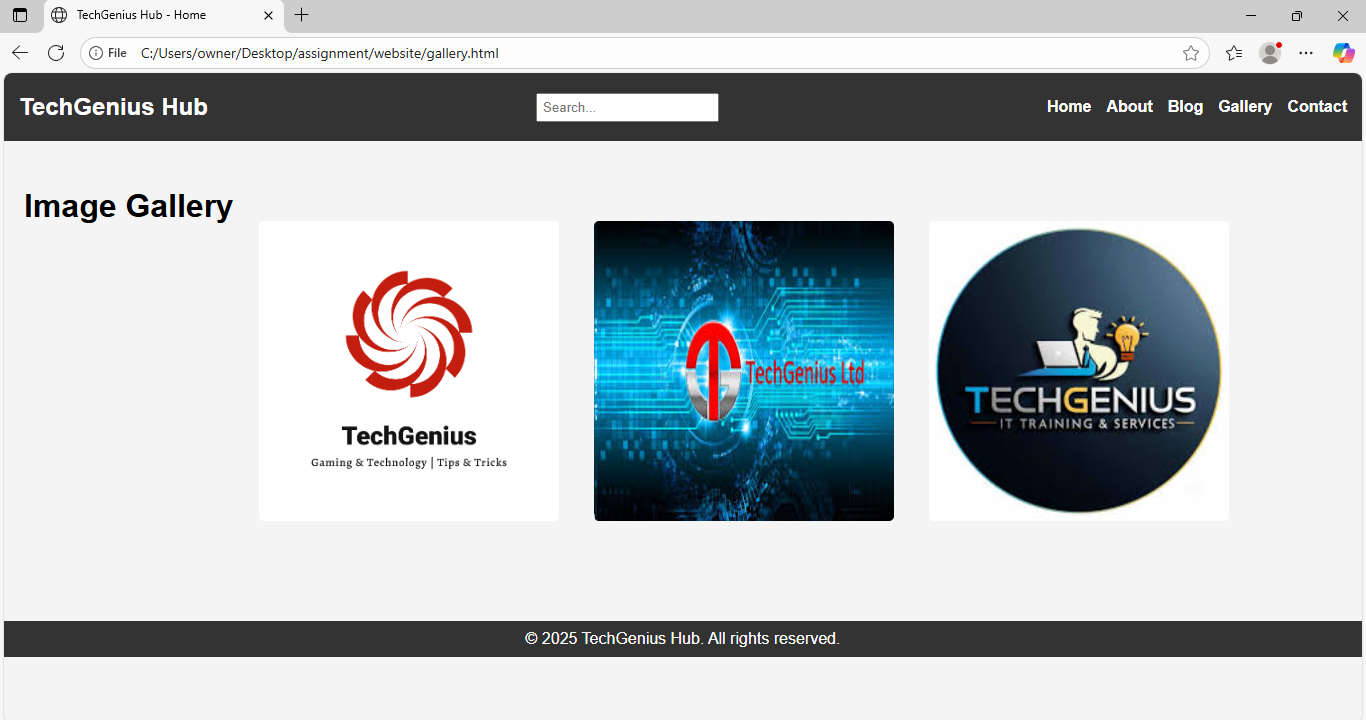 TechGenius Hub - Home
File C:/Users/owner/Desktop/assignment/website/gallery.html
TechGenius Hub
Search...
Home About Blog Gallery Contact
Image Gallery
TechGenius
Gaming & Technology | Tips & Tricks
TG TechGenius Ltd
TECHGENIUS
IT TRAINING & SERVICES
© 2025 TechGenius Hub. All rights reserved.